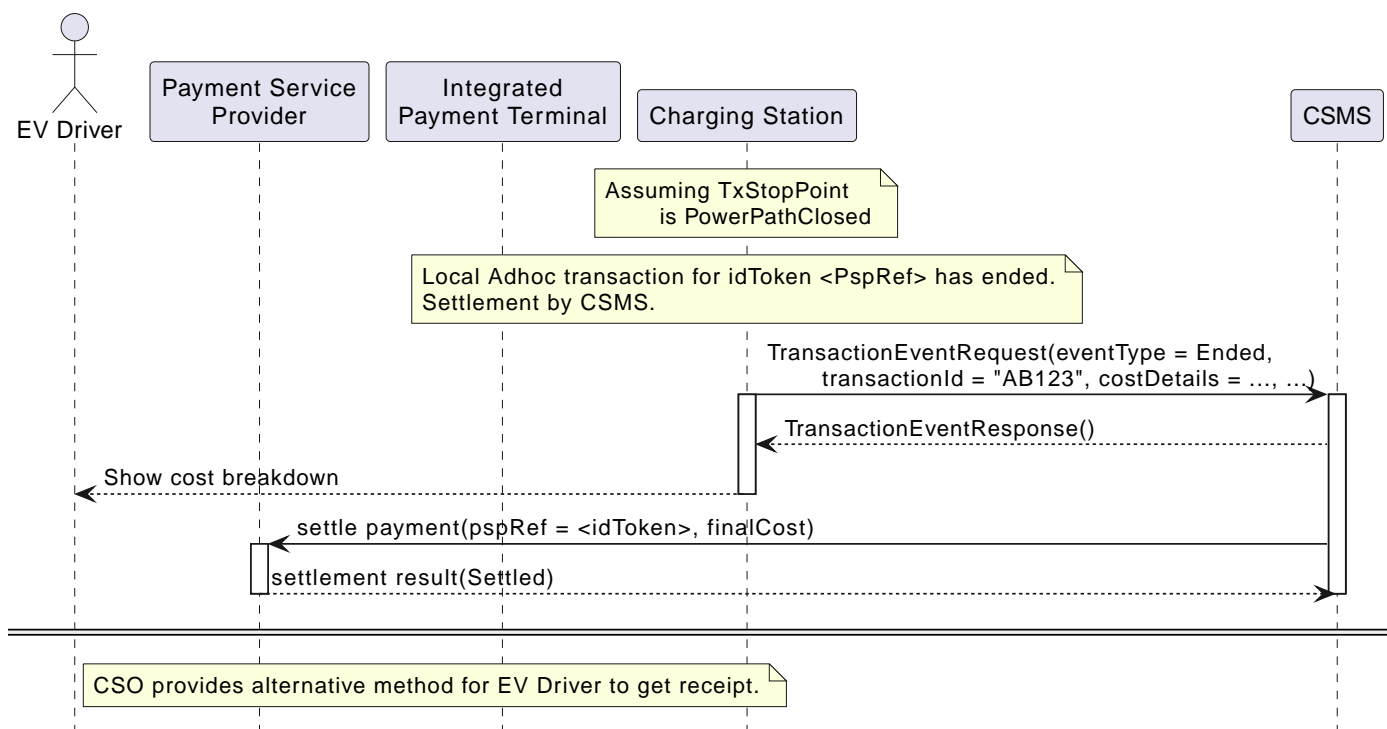 EV Driver
Payment Service
Provider
Integrated
Payment Terminal
Charging Station
CSMS
Assuming TxStopPoint
is PowerPathClosed
Local Adhoc transaction for idToken <PspRef> has ended.
Settlement by CSMS.
TransactionEventRequest(eventType = Ended,
transactionId = "AB123", costDetails = ..., ...)
TransactionEventResponse()
Show cost breakdown
settle payment(pspRef = <idToken>, finalCost)
settlement result(Settled)
CSO provides alternative method for EV Driver to get receipt.